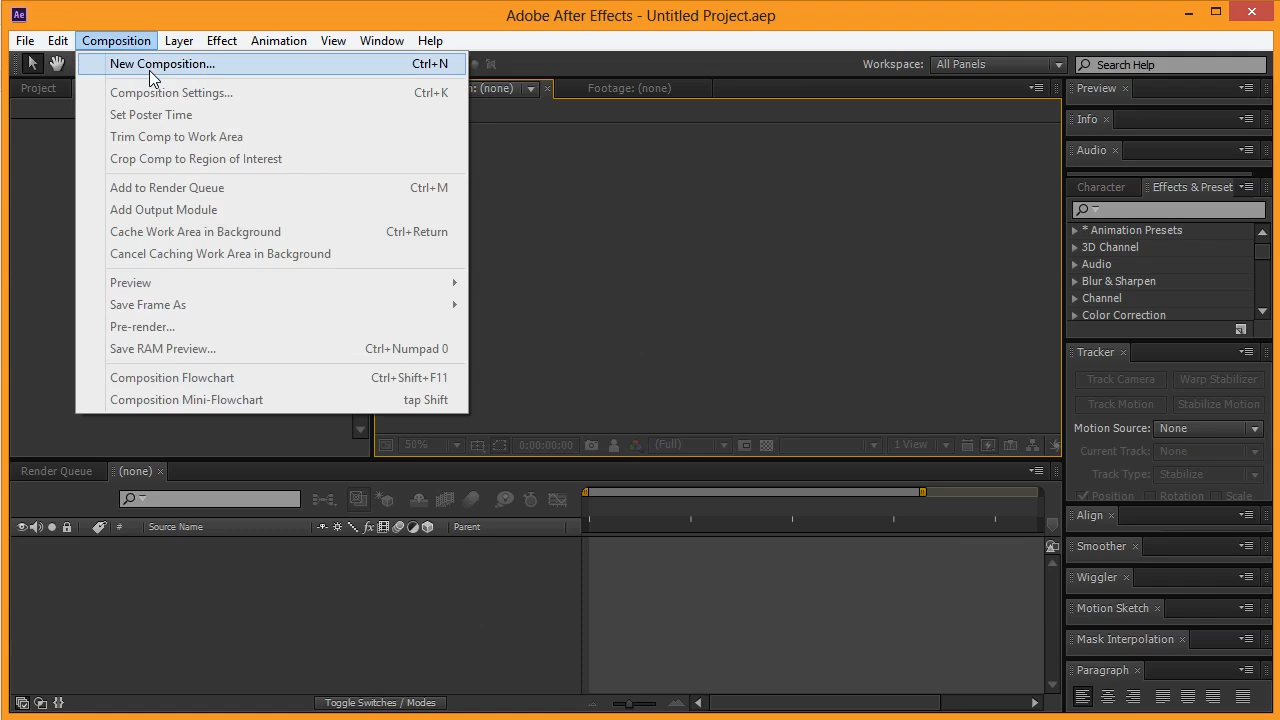 Ae
Adobe After Effects - Untitled Project.aep
File Edit Composition Layer Effect Animation View Window Help
Workspace: All Panels Search Help
New Composition... Ctrl+N
Composition Settings... Ctrl+K
Set Poster Time
Trim Comp to Work Area
Crop Comp to Region of Interest
Add to Render Queue Ctrl+M
Add Output Module
Cache Work Area in Background Ctrl+Return
Cancel Caching Work Area in Background
Preview
Save Frame As
Pre-render...
Save RAM Preview... Ctrl+Numpad 0
Composition Flowchart Ctrl+Shift+F11
Composition Mini-Flowchart tap Shift
Project
(none)
Footage: (none)
50% 0:00:00:00 (Full) 1 View
Preview
Info
Audio
Character Effects & Preset
* Animation Presets
3D Channel
Audio
Blur & Sharpen
Channel
Color Correction
Tracker
Track Camera Warp Stabilizer
Track Motion Stabilize Motion
Motion Source: None
Current Track: None
Track Type: Stabilize
Position Rotation Scale
Align
Smoother
Wiggler
Motion Sketch
Mask Interpolation
Paragraph
Render Queue (none)
# Source Name fx Parent
Toggle Switches / Modes